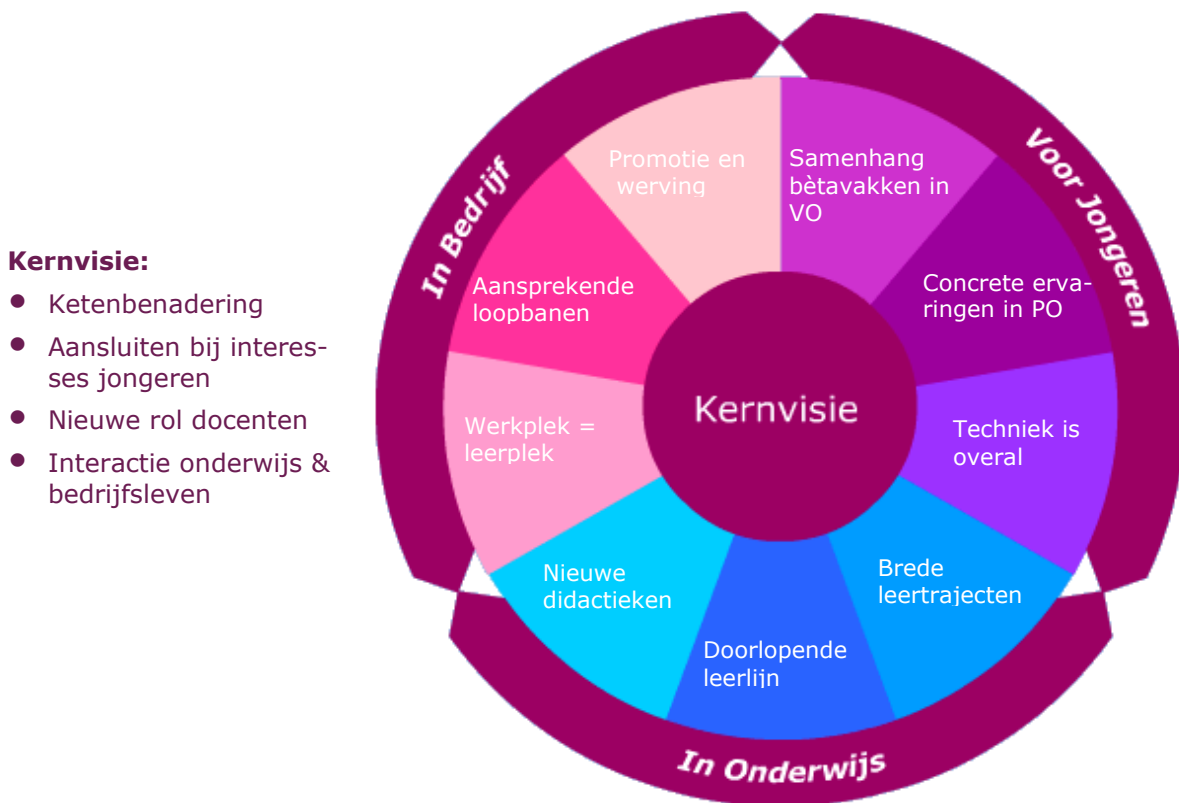 Kernvisie:
● Ketenbenadering
● Aansluiten bij interes-
ses jongeren
● Nieuwe rol docenten
● Interactie onderwijs &
bedrijfsleven
In Bedrijf
Voor Jongeren
In Onderwijs
Promotie en
werving
Samenhang
bètavakken in
VO
Concrete erva-
ringen in PO
Techniek is
overal
Brede
leertrajecten
Doorlopende
leerlijn
Nieuwe
didactieken
Werkplek =
leerplek
Aansprekende
loopbanen
Kernvisie